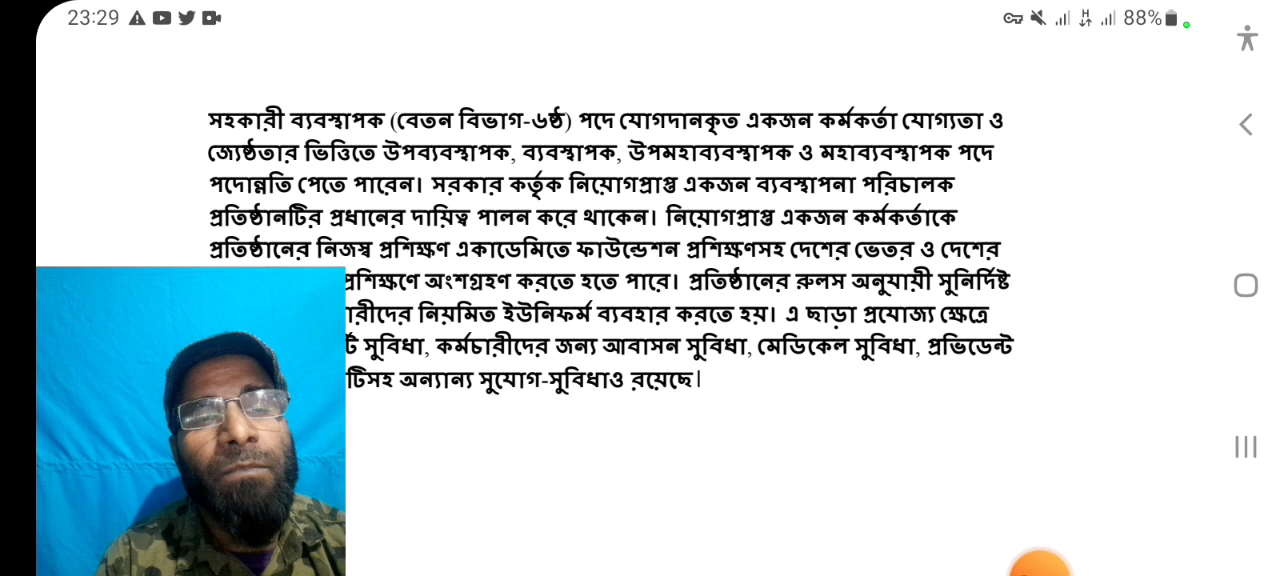 23:29
88%
সহকারী ব্যবস্থাপক (বেতন বিভাগ-৬ষ্ঠ) পদে যোগদানকৃত একজন কর্মকর্তা যোগ্যতা ও
জ্যেষ্ঠতার ভিত্তিতে উপব্যবস্থাপক, ব্যবস্থাপক, উপমহাব্যবস্থাপক ও মহাব্যবস্থাপক পদে
পদোন্নতি পেতে পারেন। সরকার কর্তৃক নিয়োগপ্রাপ্ত একজন ব্যবস্থাপনা পরিচালক
প্রতিষ্ঠানটির প্রধানের দায়িত্ব পালন করে থাকেন। নিয়োগপ্রাপ্ত একজন কর্মকর্তাকে
প্রতিষ্ঠানের নিজস্ব প্রশিক্ষণ একাডেমিতে ফাউন্ডেশন প্রশিক্ষণসহ দেশের ভেতর ও দেশের
প্রশিক্ষণে অংশগ্রহণ করতে হতে পারে। প্রতিষ্ঠানের রুলস অনুযায়ী সুনির্দিষ্ট
রীদের নিয়মিত ইউনিফর্ম ব্যবহার করতে হয়। এ ছাড়া প্রযোজ্য ক্ষেত্রে
র্ট সুবিধা, কর্মচারীদের জন্য আবাসন সুবিধা, মেডিকেল সুবিধা, প্রভিডেন্ট
টিসহ অন্যান্য সুযোগ-সুবিধাও রয়েছে।